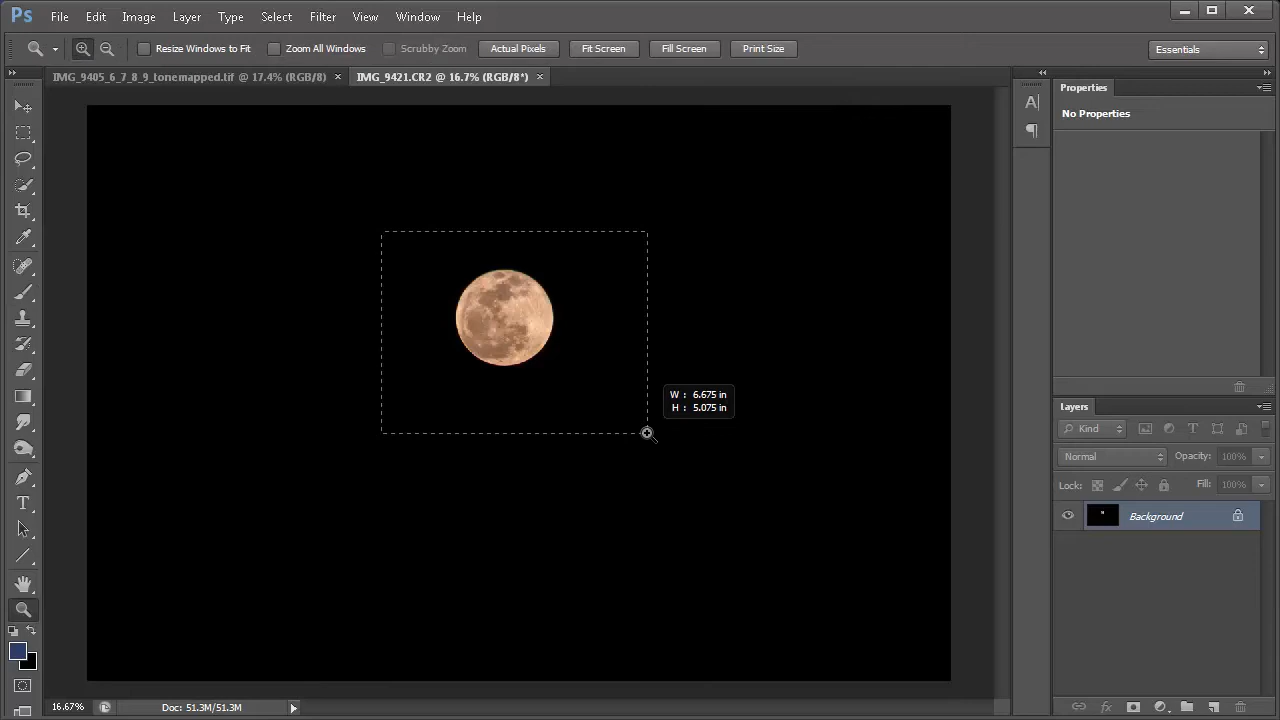 Ps File Edit Image Layer Type Select Filter View Window Help
Resize Windows to Fit Zoom All Windows Scrubby Zoom Actual Pixels Fit Screen Fill Screen Print Size Essentials
IMG_9405_6_7_8_9_tonemapped.tif @ 17.4% (RGB/8) × IMG_9421.CR2 @ 16.7% (RGB/8*) ×
Properties
No Properties
W : 6.675 in
H : 5.075 in
Layers
Kind
Normal Opacity: 100%
Lock: Fill: 100%
Background
16.67% Doc: 51.3M/51.3M